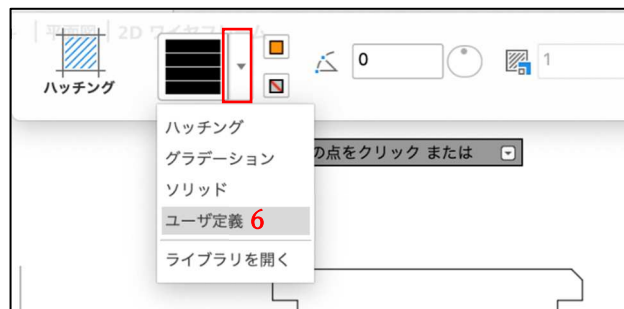 平面図 | 2D ワイヤフレーム
ハッチング
0
1
ハッチング
グラデーション
ソリッド
ユーザ定義 6
ライブラリを開く
の点をクリック または